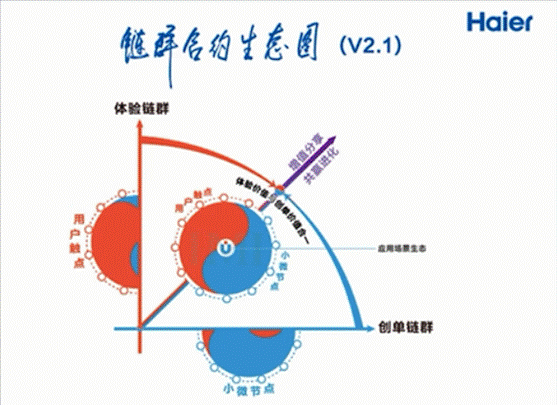 Haier
链群合约生态图 (V2.1)
体验链群
增值分享
共赢进化
体验价值与创单价值合一
用户触点
用户触点
小微节点
U
应用场景生态
创单链群
小微节点